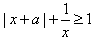 | x + a | + 1/x ≥ 1